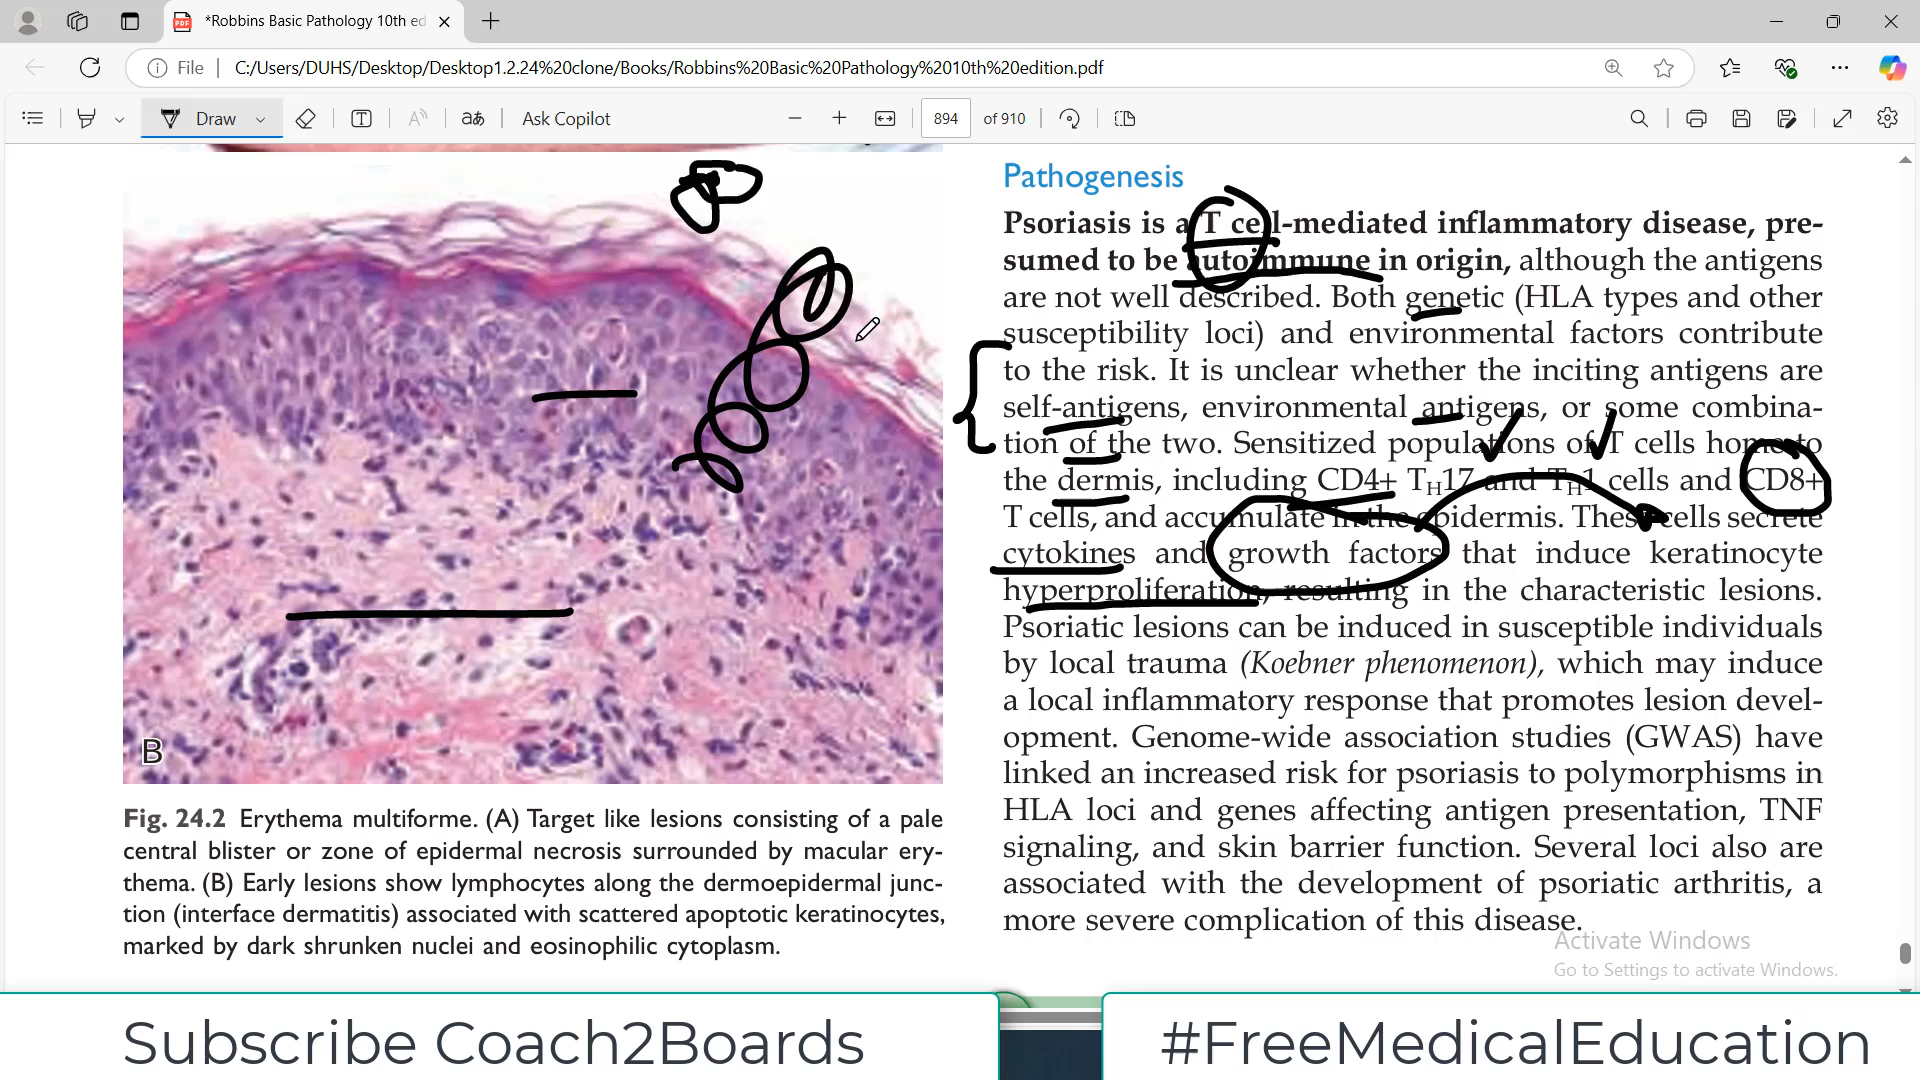 *Robbins Basic Pathology 10th ed
File
C:/Users/DUHS/Desktop/Desktop1.2.24%20clone/Books/Robbins%20Basic%20Pathology%2010th%20edition.pdf
Draw
Ask Copilot
894 of 910
B
Fig. 24.2 Erythema multiforme. (A) Target like lesions consisting of a pale
central blister or zone of epidermal necrosis surrounded by macular ery-
thema. (B) Early lesions show lymphocytes along the dermoepidermal junc-
tion (interface dermatitis) associated with scattered apoptotic keratinocytes,
marked by dark shrunken nuclei and eosinophilic cytoplasm.
Pathogenesis
Psoriasis is a T cell-mediated inflammatory disease, pre-
sumed to be autoimmune in origin, although the antigens
are not well described. Both genetic (HLA types and other
susceptibility loci) and environmental factors contribute
to the risk. It is unclear whether the inciting antigens are
self-antigens, environmental antigens, or some combina-
tion of the two. Sensitized populations of T cells home to
the dermis, including CD4+ TH17 and TH1 cells and CD8+
T cells, and accumulate in the epidermis. These cells secrete
cytokines and growth factors that induce keratinocyte
hyperproliferation, resulting in the characteristic lesions.
Psoriatic lesions can be induced in susceptible individuals
by local trauma (Koebner phenomenon), which may induce
a local inflammatory response that promotes lesion devel-
opment. Genome-wide association studies (GWAS) have
linked an increased risk for psoriasis to polymorphisms in
HLA loci and genes affecting antigen presentation, TNF
signaling, and skin barrier function. Several loci also are
associated with the development of psoriatic arthritis, a
more severe complication of this disease.
Activate Windows
Go to Settings to activate Windows.
Subscribe Coach2Boards
#FreeMedicalEducation